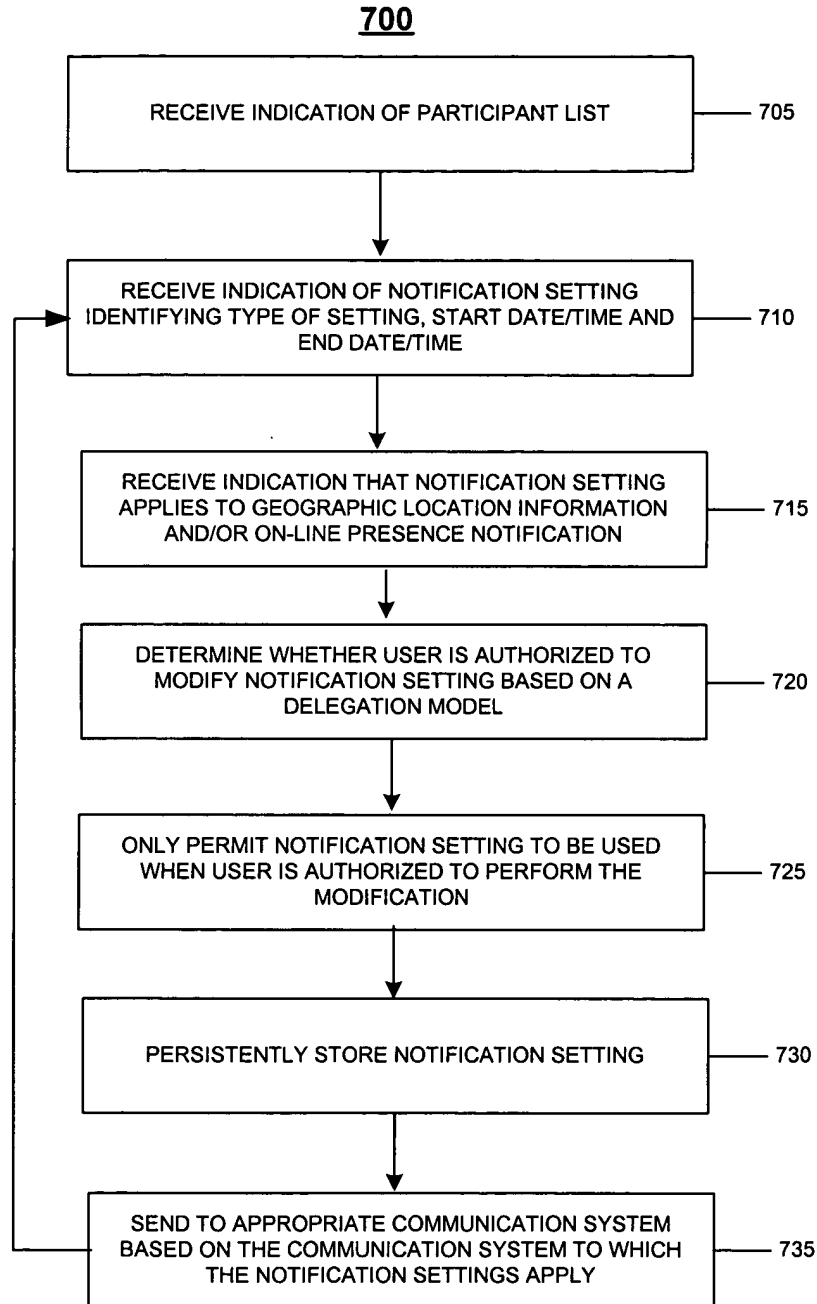 700
RECEIVE INDICATION OF PARTICIPANT LIST
705
RECEIVE INDICATION OF NOTIFICATION SETTING
IDENTIFYING TYPE OF SETTING, START DATE/TIME AND
END DATE/TIME
710
RECEIVE INDICATION THAT NOTIFICATION SETTING
APPLIES TO GEOGRAPHIC LOCATION INFORMATION
AND/OR ON-LINE PRESENCE NOTIFICATION
715
DETERMINE WHETHER USER IS AUTHORIZED TO
MODIFY NOTIFICATION SETTING BASED ON A
DELEGATION MODEL
720
ONLY PERMIT NOTIFICATION SETTING TO BE USED
WHEN USER IS AUTHORIZED TO PERFORM THE
MODIFICATION
725
PERSISTENTLY STORE NOTIFICATION SETTING
730
SEND TO APPROPRIATE COMMUNICATION SYSTEM
BASED ON THE COMMUNICATION SYSTEM TO WHICH
THE NOTIFICATION SETTINGS APPLY
735